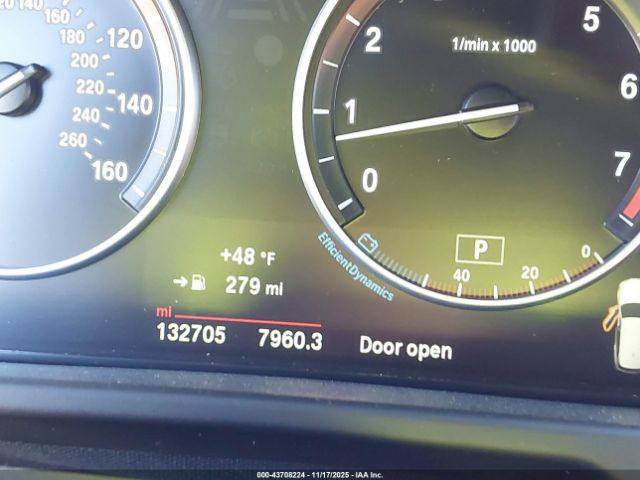 120 140 160
180 120
200
220 140
240
260 160
1/min x 1000
0 1 2 5 6 7
EfficientDynamics
P
40 20 0
+48 °F
279 mi
mi
132705 7960.3 Door open
000-43708224 - 11/17/2025 - IAA Inc.